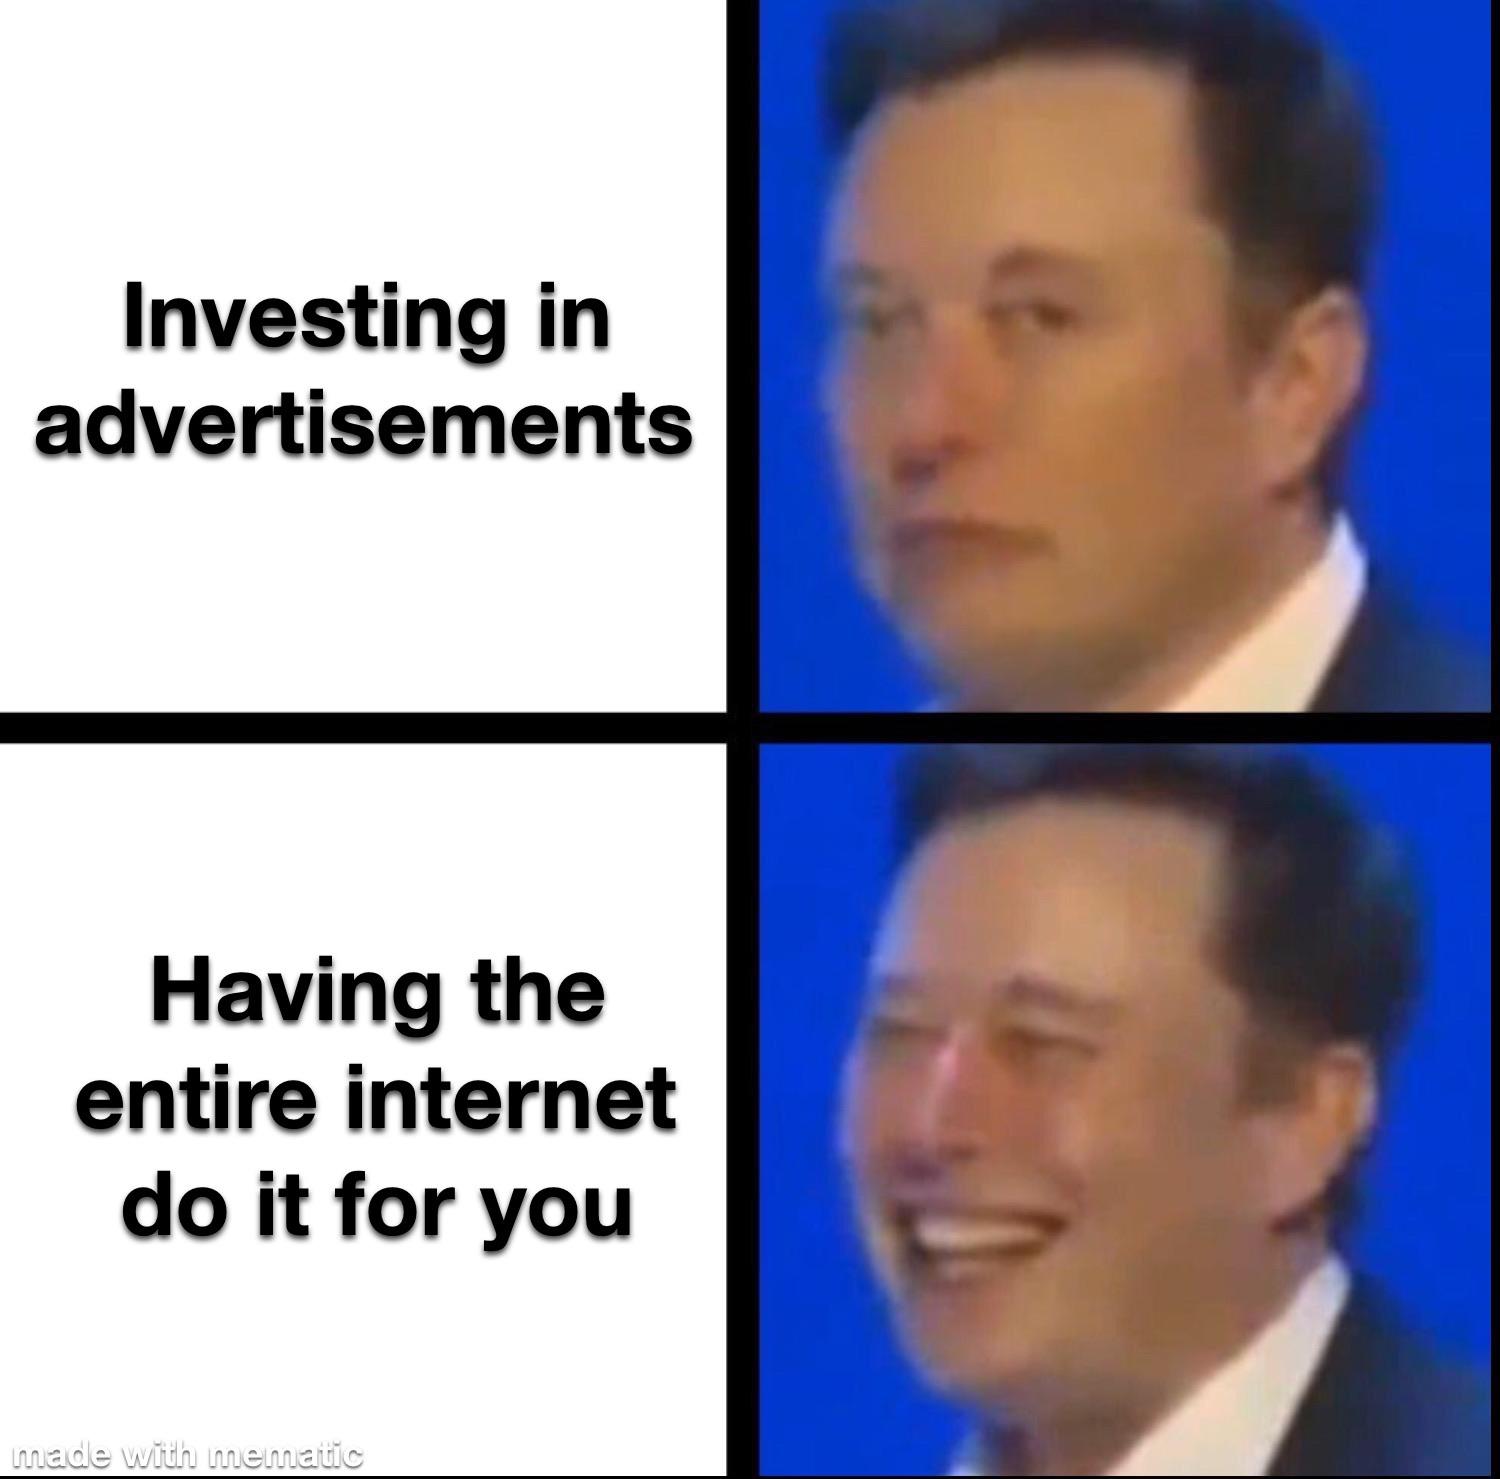 Investing in
advertisements
Having the
entire internet
do it for you
made with mematic